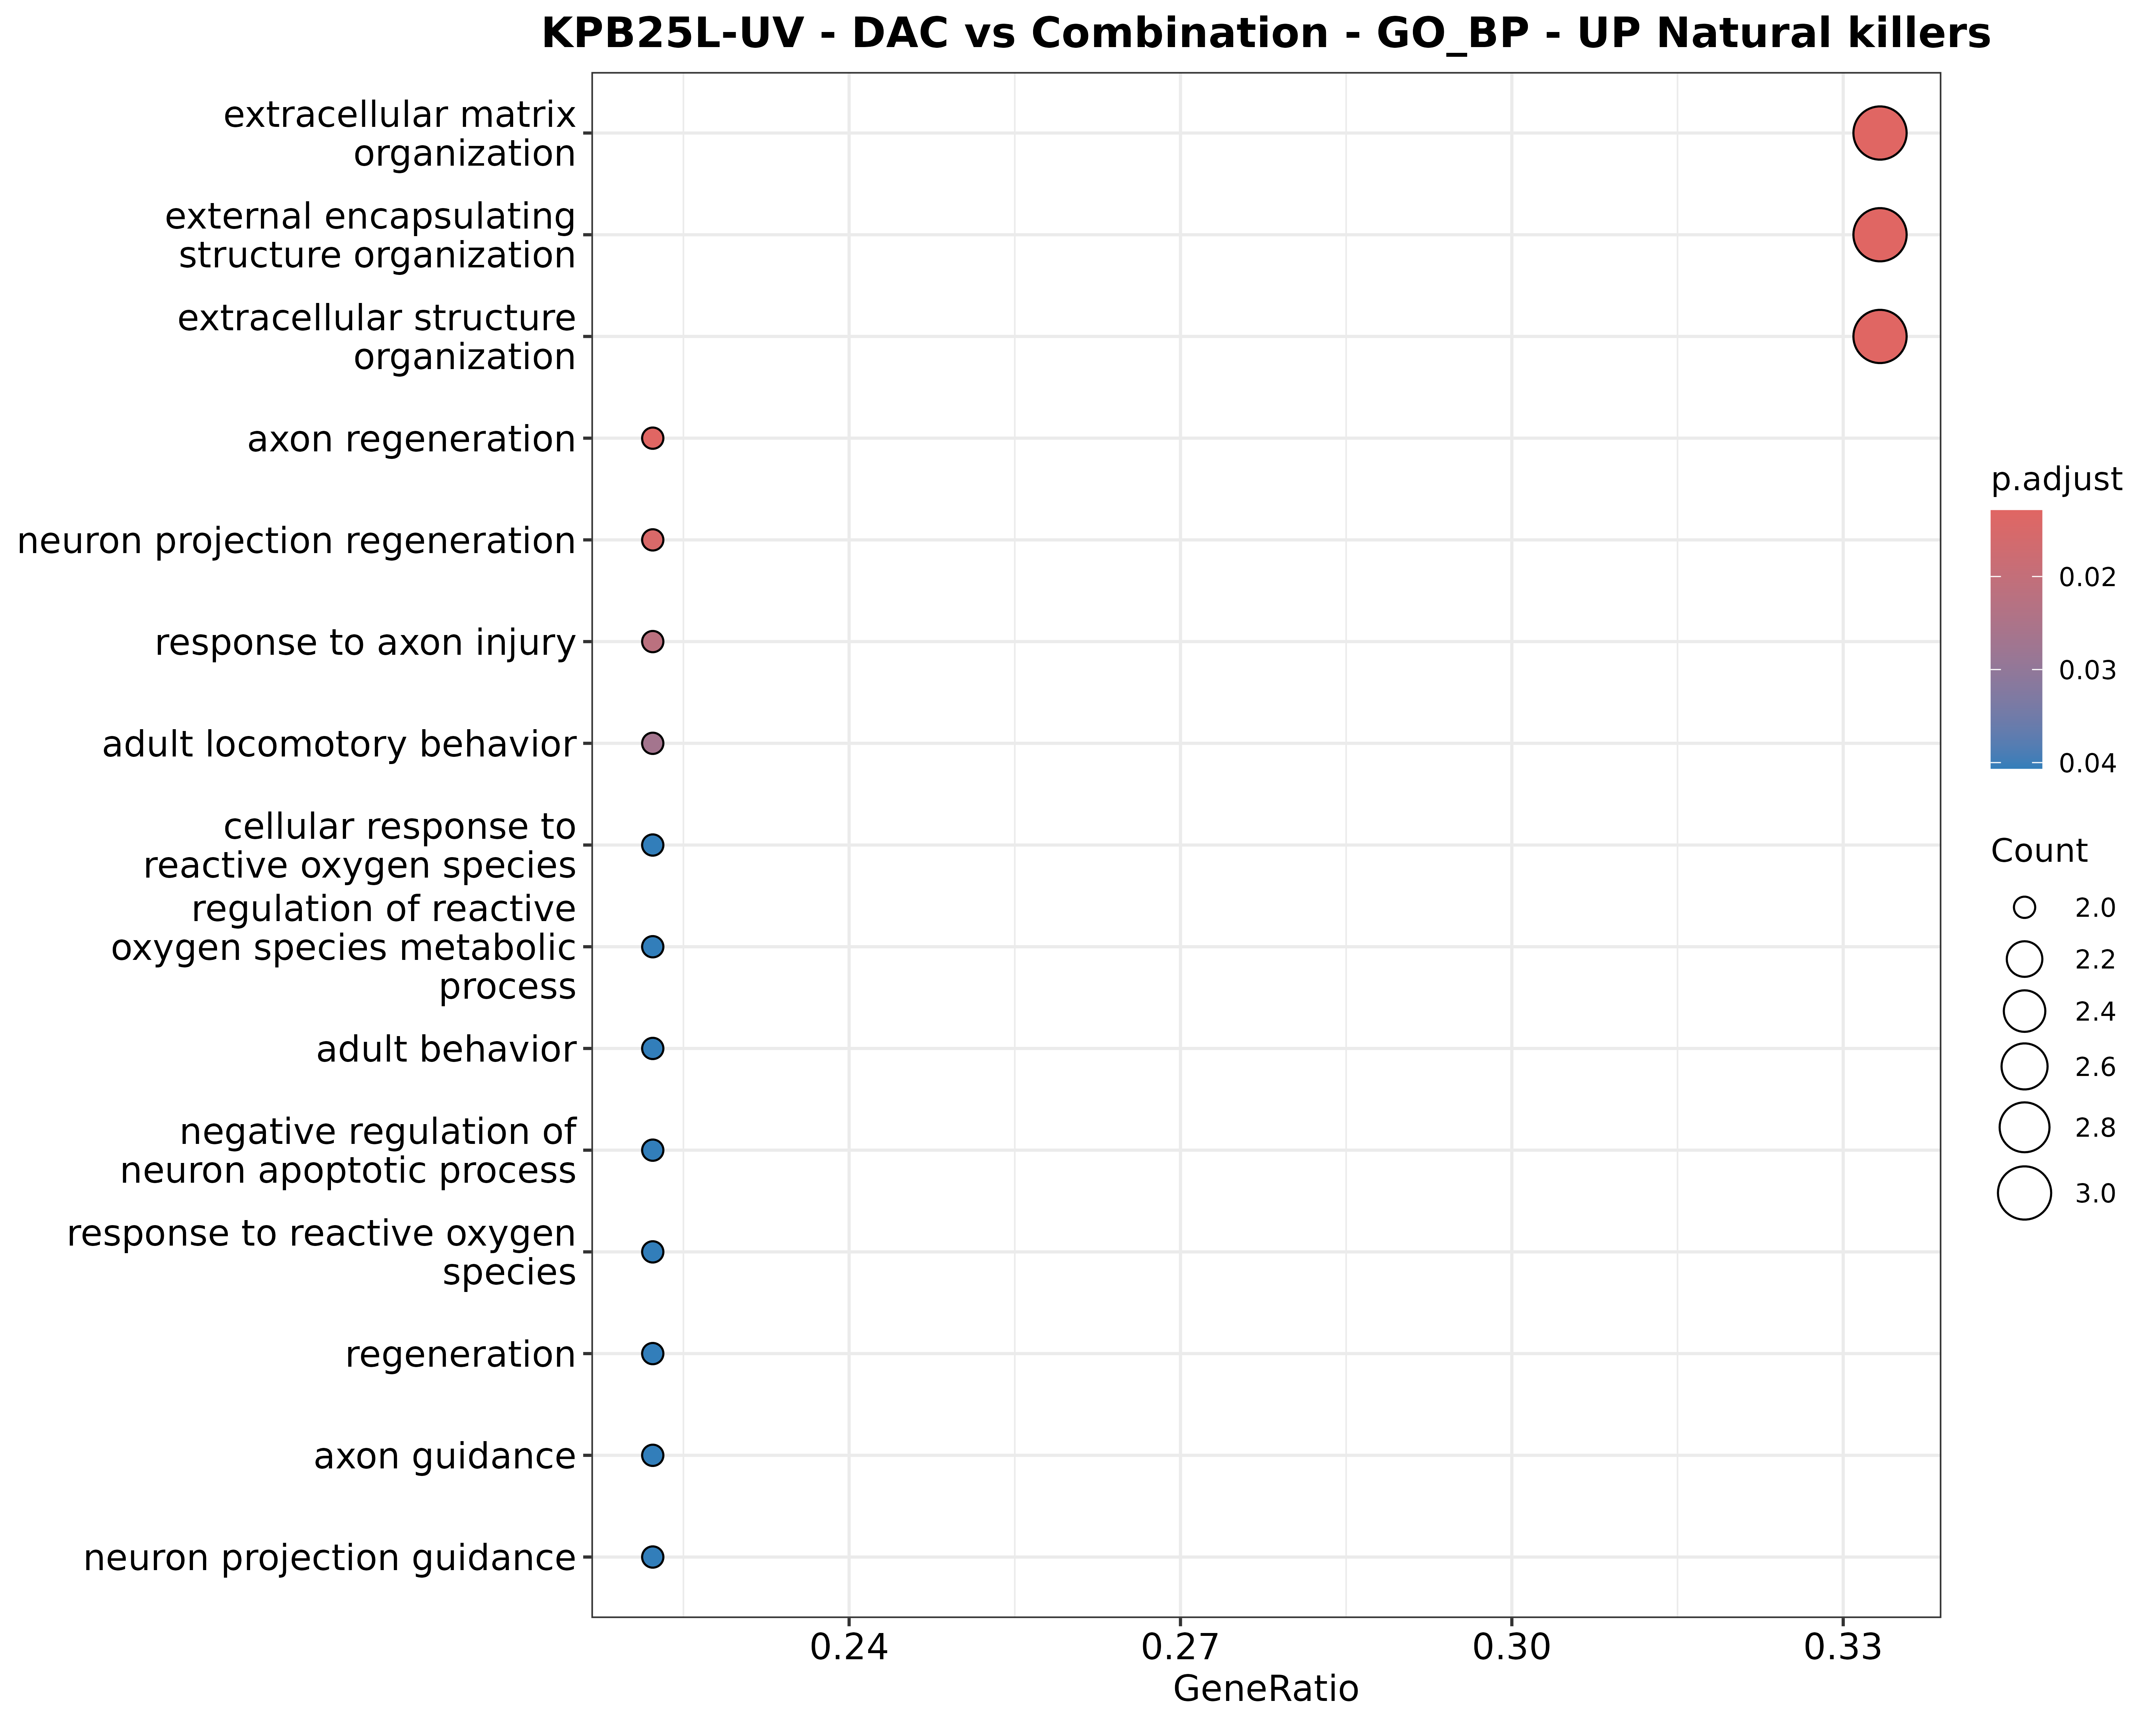 KPB25L-UV - DAC vs Combination - GO_BP - UP Natural killers
extracellular matrix
organization
external encapsulating
structure organization
extracellular structure
organization
axon regeneration
neuron projection regeneration
response to axon injury
adult locomotory behavior
cellular response to
reactive oxygen species
regulation of reactive
oxygen species metabolic
process
adult behavior
negative regulation of
neuron apoptotic process
response to reactive oxygen
species
regeneration
axon guidance
neuron projection guidance
0.24
0.27
0.30
0.33
GeneRatio
p.adjust
0.02
0.03
0.04
Count
2.0
2.2
2.4
2.6
2.8
3.0